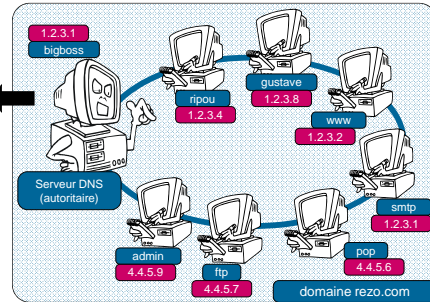 1.2.3.1
bigboss
ripou
1.2.3.4
gustave
1.2.3.8
www
1.2.3.2
Serveur DNS
(autoritaire)
smtp
1.2.3.1
admin
4.4.5.9
ftp
4.4.5.7
pop
4.4.5.6
domaine rezo.com